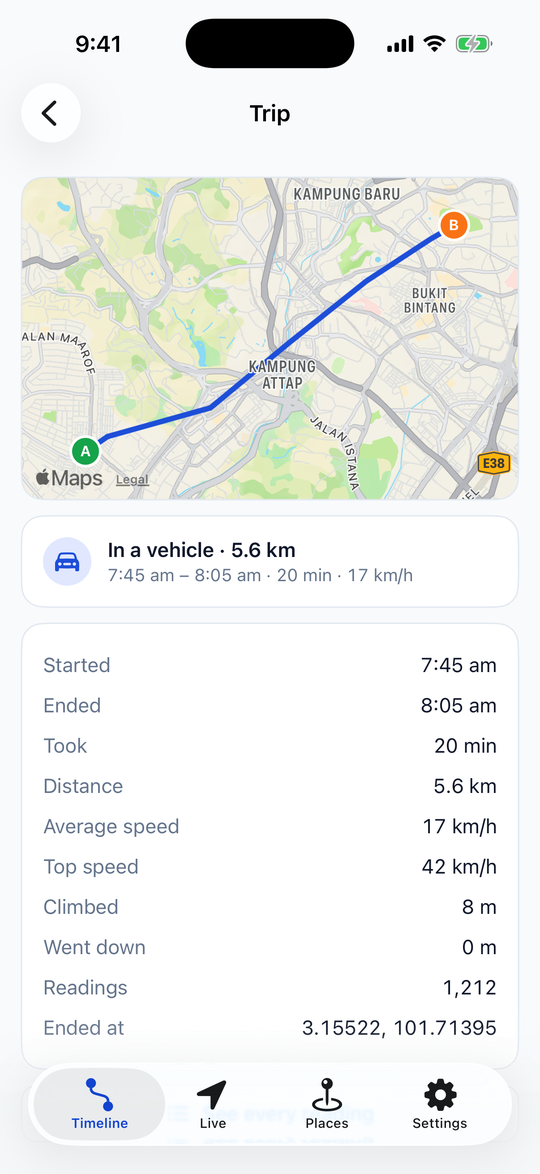 9:41
Trip
KAMPUNG BARU
B
BUKIT
BINTANG
ALAN MAAROF
KAMPUNG
ATTAP
JALAN ISTANA
A
E38
Maps
Legal
In a vehicle · 5.6 km
7:45 am – 8:05 am · 20 min · 17 km/h
Started 7:45 am
Ended 8:05 am
Took 20 min
Distance 5.6 km
Average speed 17 km/h
Top speed 42 km/h
Climbed 8 m
Went down 0 m
Readings 1,212
Ended at 3.15522, 101.71395
See every reading
Timeline
Live
Places
Settings